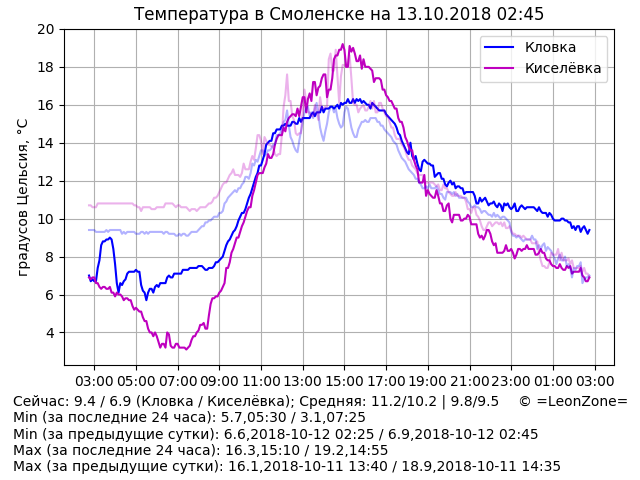 Температура в Смоленске на 13.10.2018 02:45
градусов Цельсия, °C
20
18
16
14
12
10
8
6
4
Кловка
Киселёвка
03:00 05:00 07:00 09:00 11:00 13:00 15:00 17:00 19:00 21:00 23:00 01:00 03:00
Сейчас: 9.4 / 6.9 (Кловка / Киселёвка); Средняя: 11.2/10.2 | 9.8/9.5 © =LeonZone=
Min (за последние 24 часа): 5.7,05:30 / 3.1,07:25
Min (за предыдущие сутки): 6.6,2018-10-12 02:25 / 6.9,2018-10-12 02:45
Max (за последние 24 часа): 16.3,15:10 / 19.2,14:55
Max (за предыдущие сутки): 16.1,2018-10-11 13:40 / 18.9,2018-10-11 14:35